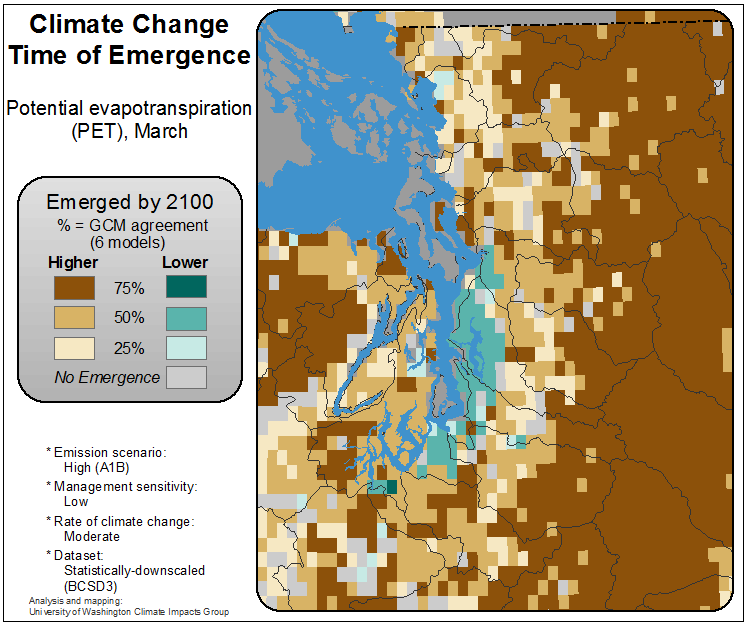 Climate Change
Time of Emergence
Potential evapotranspiration
(PET), March
Emerged by 2100
% = GCM agreement
(6 models)
Higher Lower
75%
50%
25%
No Emergence
* Emission scenario:
High (A1B)
* Management sensitivity:
Low
* Rate of climate change:
Moderate
* Dataset:
Statistically-downscaled
(BCSD3)
Analysis and mapping:
University of Washington Climate Impacts Group